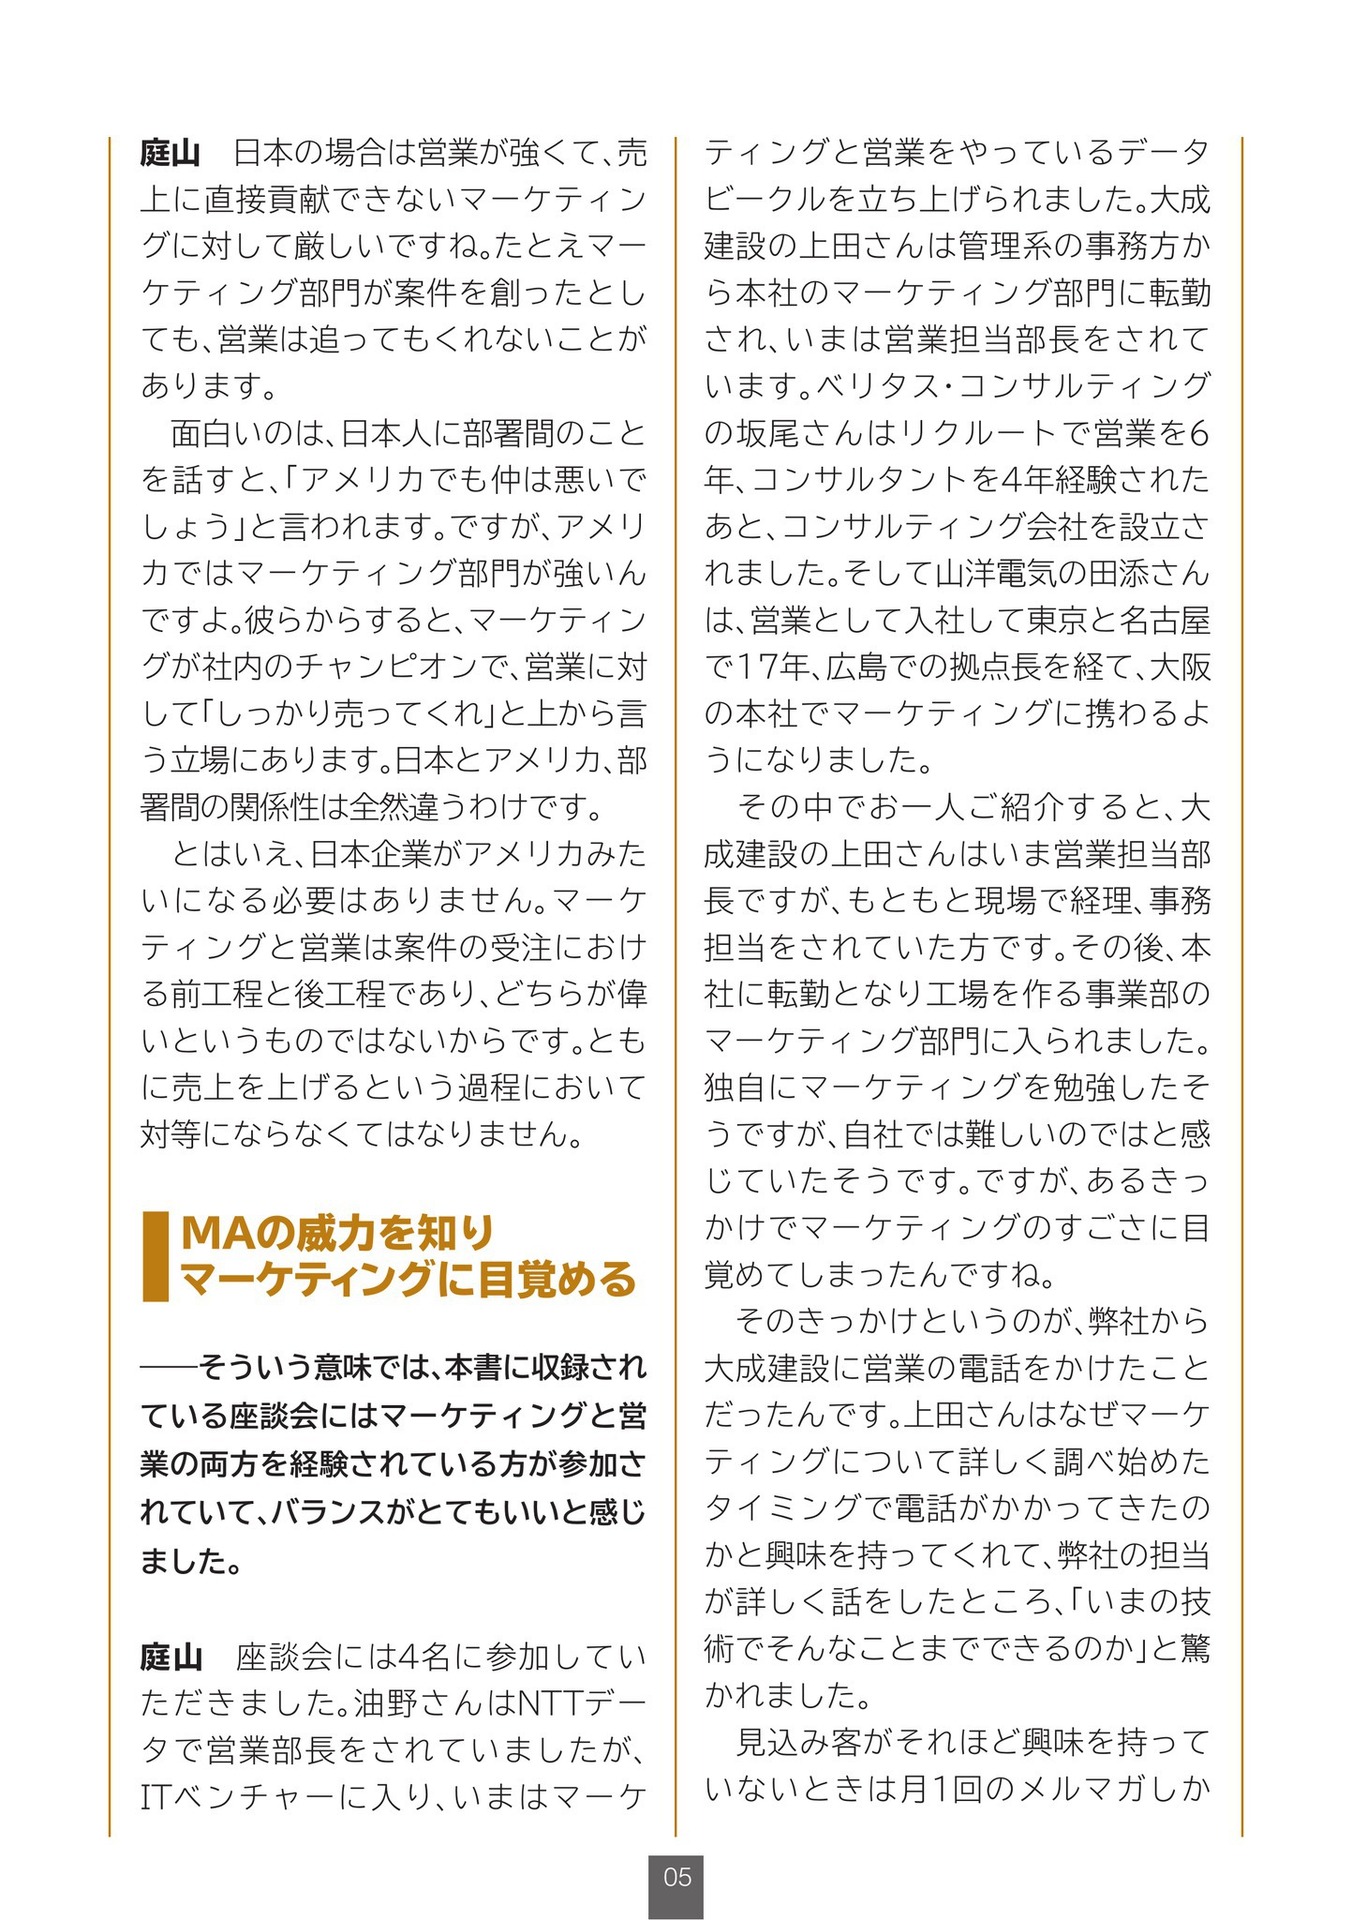 庭山　日本の場合は営業が強くて、売
上に直接貢献できないマーケティン
グに対して厳しいですね。たとえマー
ケティング部門が案件を創ったとし
ても、営業は追ってもくれないことが
あります。
　面白いのは、日本人に部署間のこと
を話すと、「アメリカでも仲は悪いで
しょう」と言われます。ですが、アメリ
カではマーケティング部門が強いん
ですよ。彼らからすると、マーケティン
グが社内のチャンピオンで、営業に対
して「しっかり売ってくれ」と上から言
う立場にあります。日本とアメリカ、部
署間の関係性は全然違うわけです。
　とはいえ、日本企業がアメリカみた
いになる必要はありません。マーケ
ティングと営業は案件の受注におけ
る前工程と後工程であり、どちらが偉
いというものではないからです。とも
に売上を上げるという過程において
対等にならなくてはなりません。
MAの威力を知り
マーケティングに目覚める
――そういう意味では、本書に収録され
ている座談会にはマーケティングと営
業の両方を経験されている方が参加さ
れていて、バランスがとてもいいと感じ
ました。
庭山　座談会には4名に参加してい
ただきました。油野さんはNTTデー
タで営業部長をされていましたが、
ITベンチャーに入り、いまはマーケ
ティングと営業をやっているデータ
ビークルを立ち上げられました。大成
建設の上田さんは管理系の事務方か
ら本社のマーケティング部門に転勤
され、いまは営業担当部長をされて
います。ベリタス・コンサルティング
の坂尾さんはリクルートで営業を6
年、コンサルタントを4年経験された
あと、コンサルティング会社を設立さ
れました。そして山洋電気の田添さん
は、営業として入社して東京と名古屋
で17年、広島での拠点長を経て、大阪
の本社でマーケティングに携わるよ
うになりました。
　その中でお一人ご紹介すると、大
成建設の上田さんはいま営業担当部
長ですが、もともと現場で経理、事務
担当をされていた方です。その後、本
社に転勤となり工場を作る事業部の
マーケティング部門に入られました。
独自にマーケティングを勉強したそ
うですが、自社では難しいのではと感
じていたそうです。ですが、あるきっ
かけでマーケティングのすごさに目
覚めてしまったんですね。
　そのきっかけというのが、弊社から
大成建設に営業の電話をかけたこと
だったんです。上田さんはなぜマーケ
ティングについて詳しく調べ始めた
タイミングで電話がかかってきたの
かと興味を持ってくれて、弊社の担当
が詳しく話をしたところ、「いまの技
術でそんなことまでできるのか」と驚
かれました。
　見込み客がそれほど興味を持って
いないときは月1回のメルマガしか
05